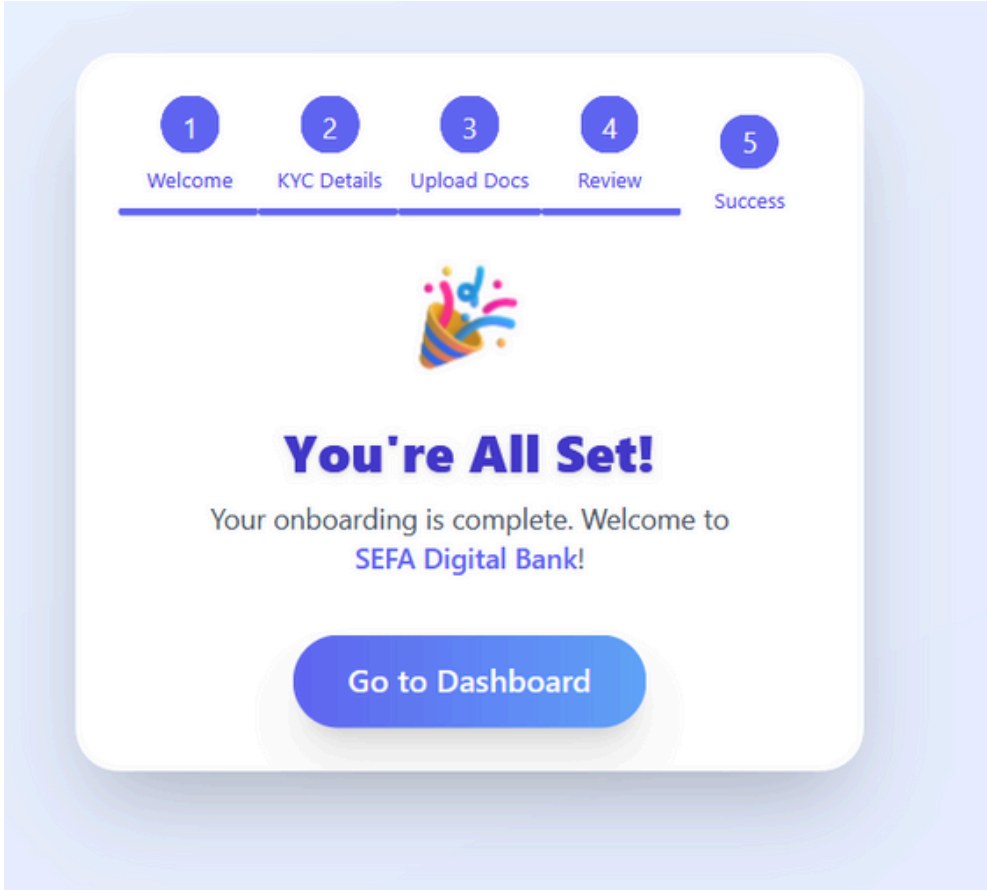 1
2
3
4
5
Welcome
KYC Details
Upload Docs
Review
Success
You're All Set!
Your onboarding is complete. Welcome to
SEFA Digital Bank!
Go to Dashboard